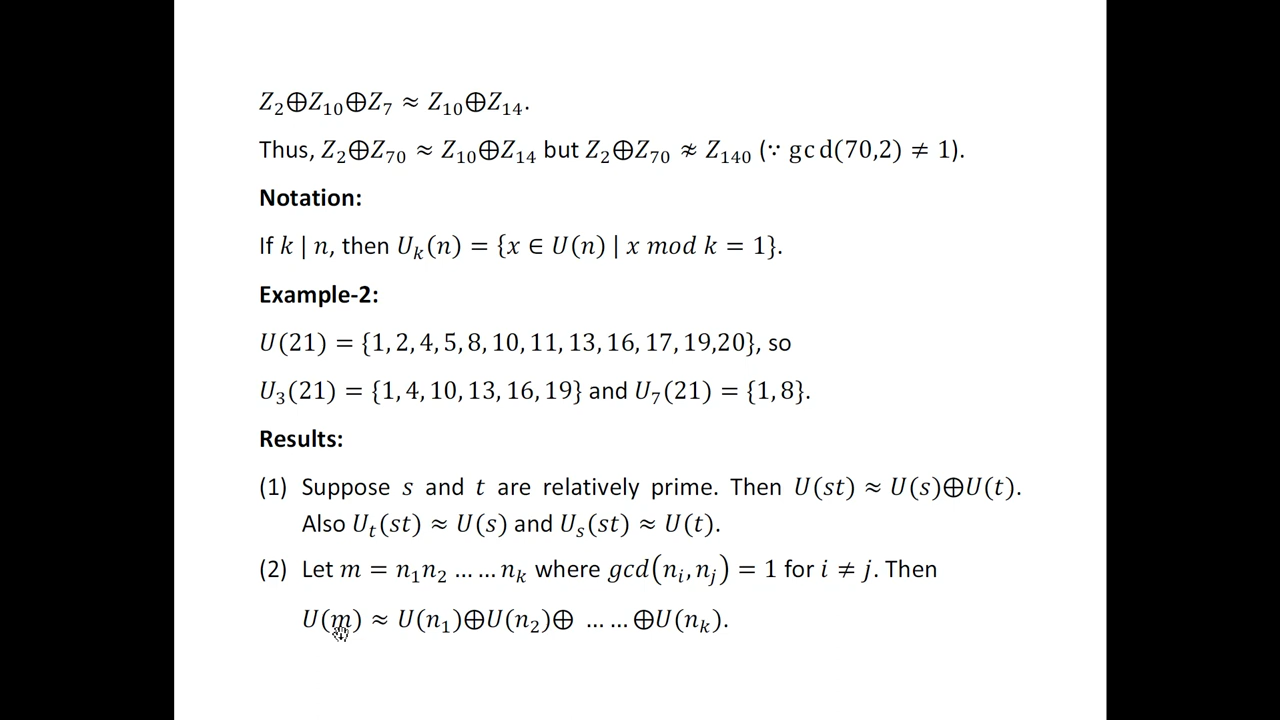 Z₂⊕Z₁₀⊕Z₇ ≈ Z₁₀⊕Z₁₄.
Thus, Z₂⊕Z₇₀ ≈ Z₁₀⊕Z₁₄ but Z₂⊕Z₇₀ ≉ Z₁₄₀ (∵ gcd(70,2) ≠ 1).
Notation:
If k | n, then Uₖ(n) = {x ∈ U(n) | x mod k = 1}.
Example-2:
U(21) = {1, 2, 4, 5, 8, 10, 11, 13, 16, 17, 19,20}, so
U₃(21) = {1, 4, 10, 13, 16, 19} and U₇(21) = {1, 8}.
Results:
(1) Suppose s and t are relatively prime. Then U(st) ≈ U(s)⊕U(t).
Also Uₜ(st) ≈ U(s) and Uₛ(st) ≈ U(t).
(2) Let m = n₁n₂ …… nₖ where gcd(nᵢ, nⱼ) = 1 for i ≠ j. Then
U(m) ≈ U(n₁)⊕U(n₂)⊕ …… ⊕U(nₖ).